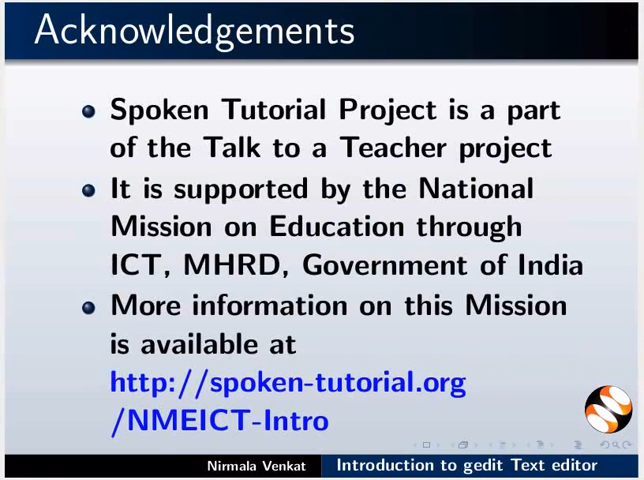 Acknowledgements
Spoken Tutorial Project is a part
of the Talk to a Teacher project
It is supported by the National
Mission on Education through
ICT, MHRD, Government of India
More information on this Mission
is available at
http://spoken-tutorial.org
/NMEICT-Intro
Nirmala Venkat
Introduction to gedit Text editor